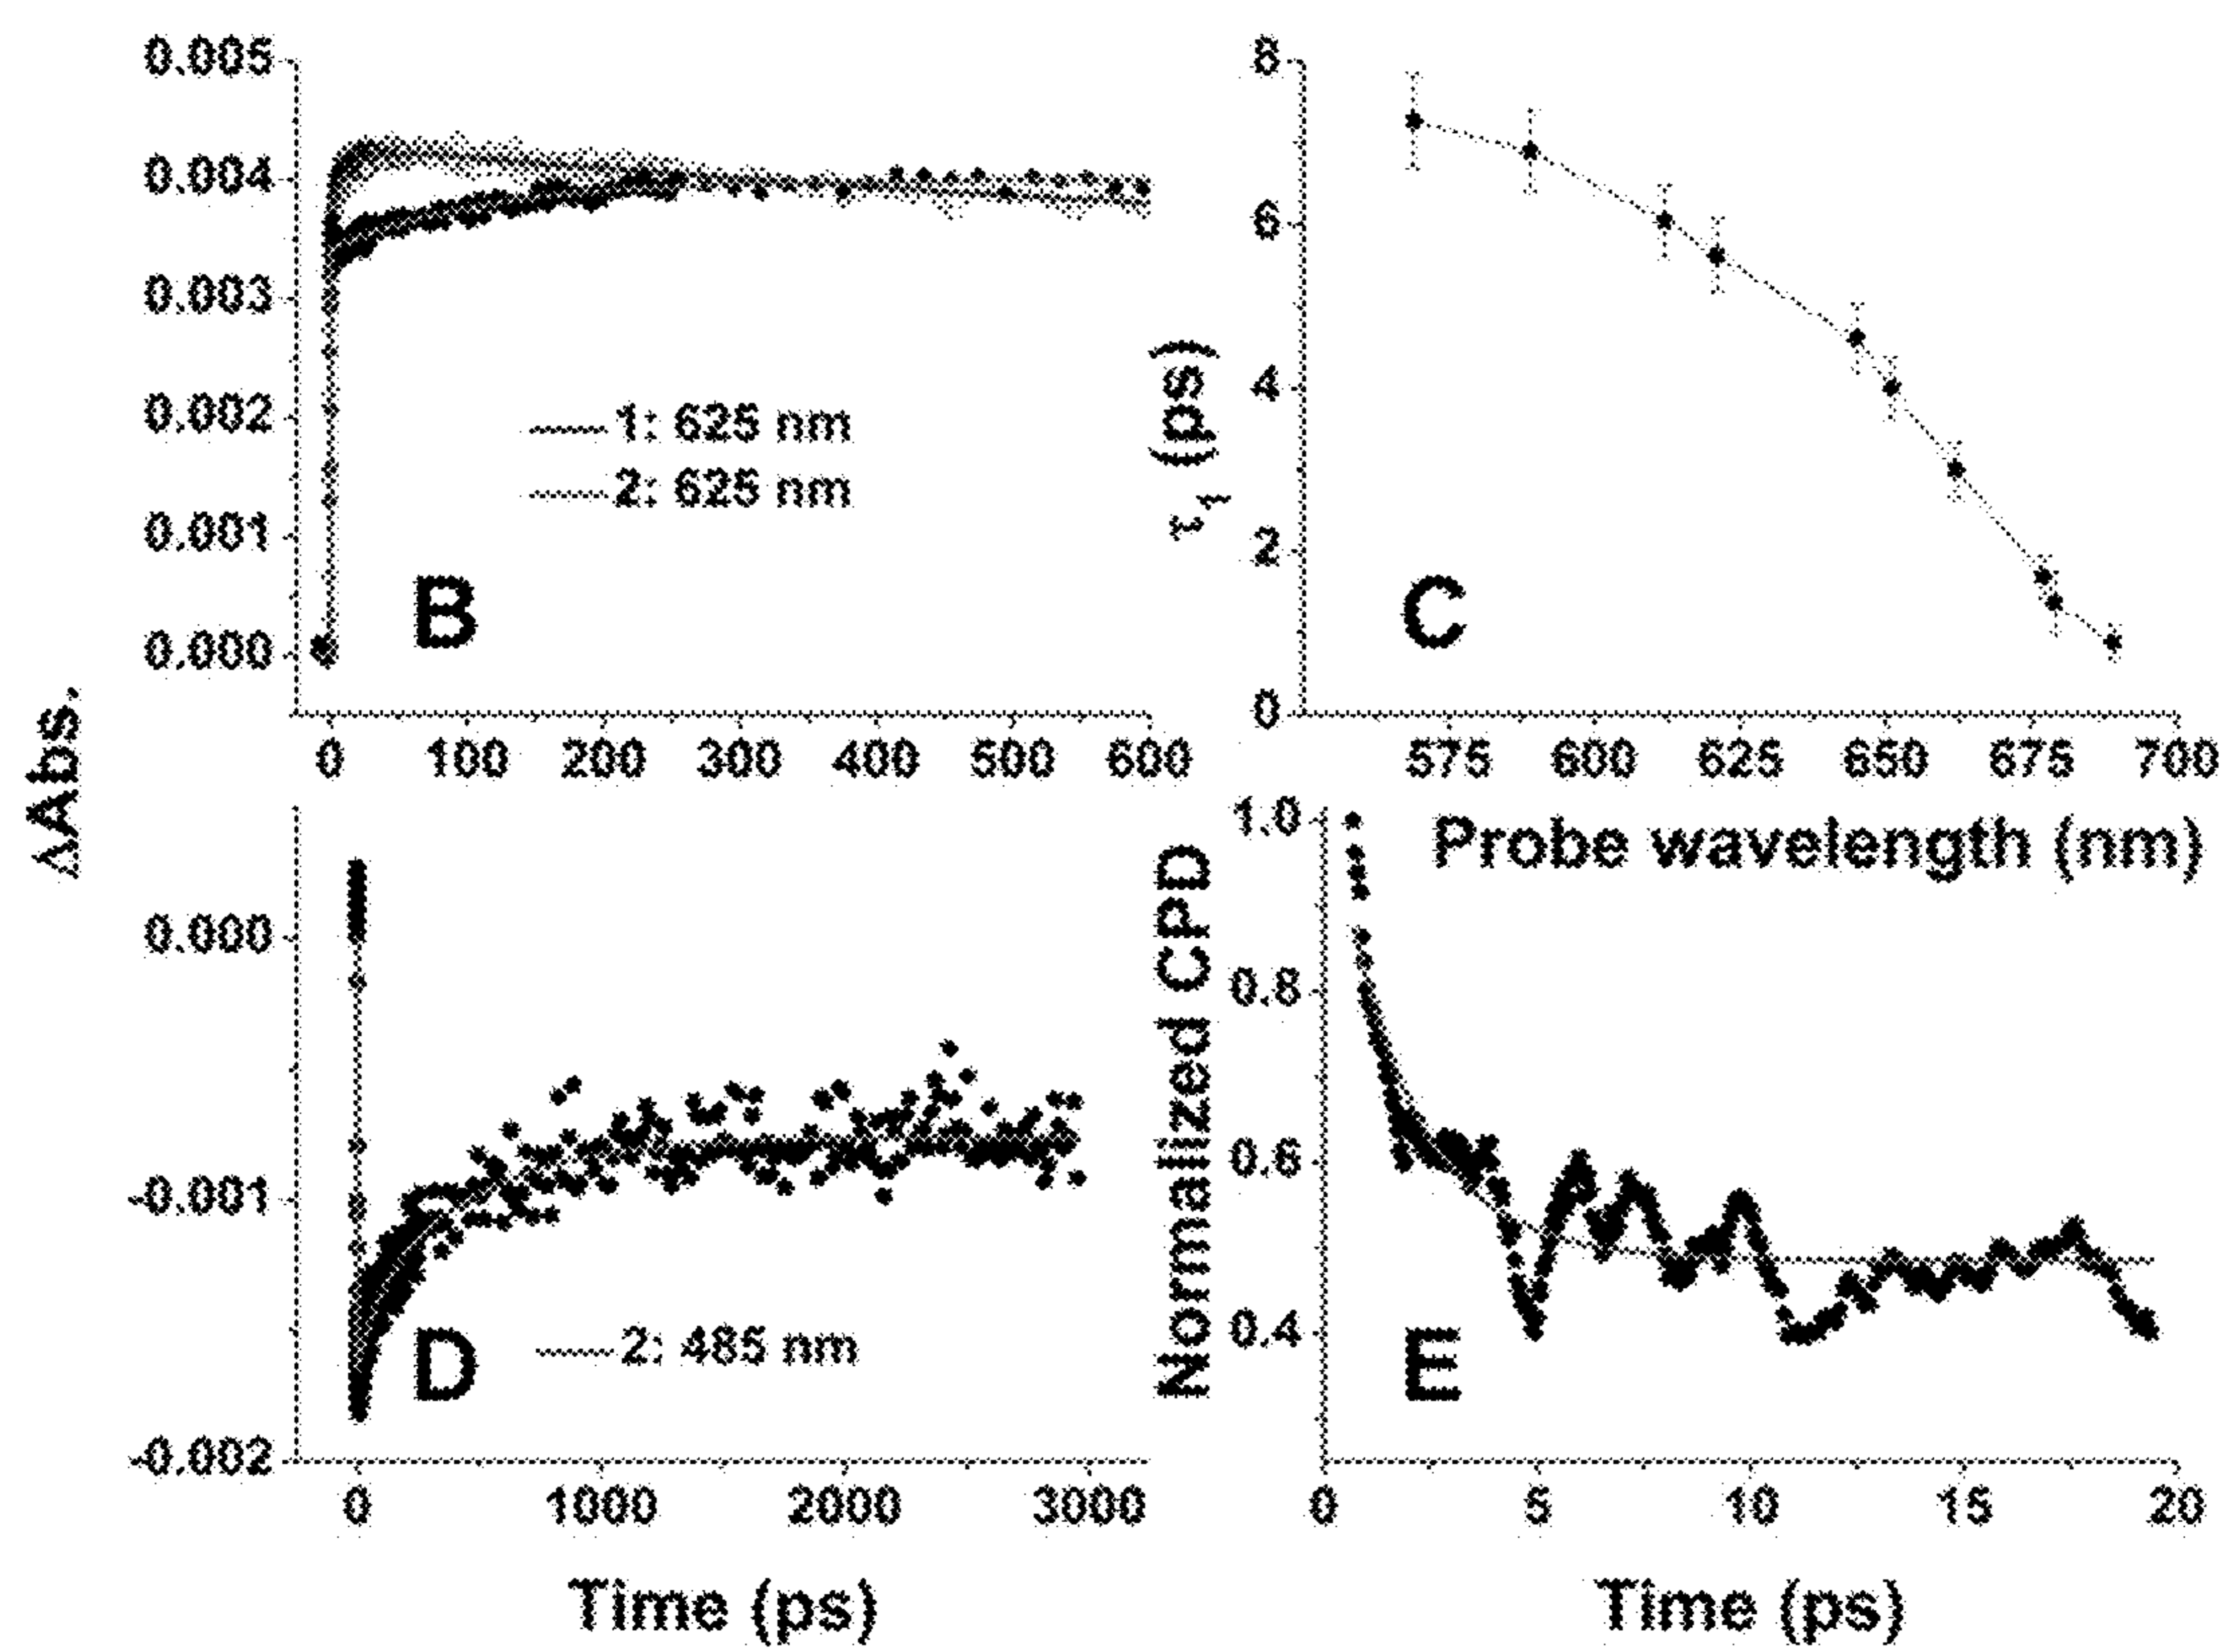 ΔAbs.
0.005
0.004
0.003
0.002
0.001
0.000
1: 625 nm
2: 625 nm
B
0 100 200 300 400 500 600
τ₁ (ps)
8
6
4
2
0
C
575 600 625 650 675 700
Probe wavelength (nm)
0.000
-0.001
-0.002
D
2: 485 nm
0 1000 2000 3000
Time (ps)
Normalized CPD
1.0
0.8
0.6
0.4
E
0 5 10 15 20
Time (ps)